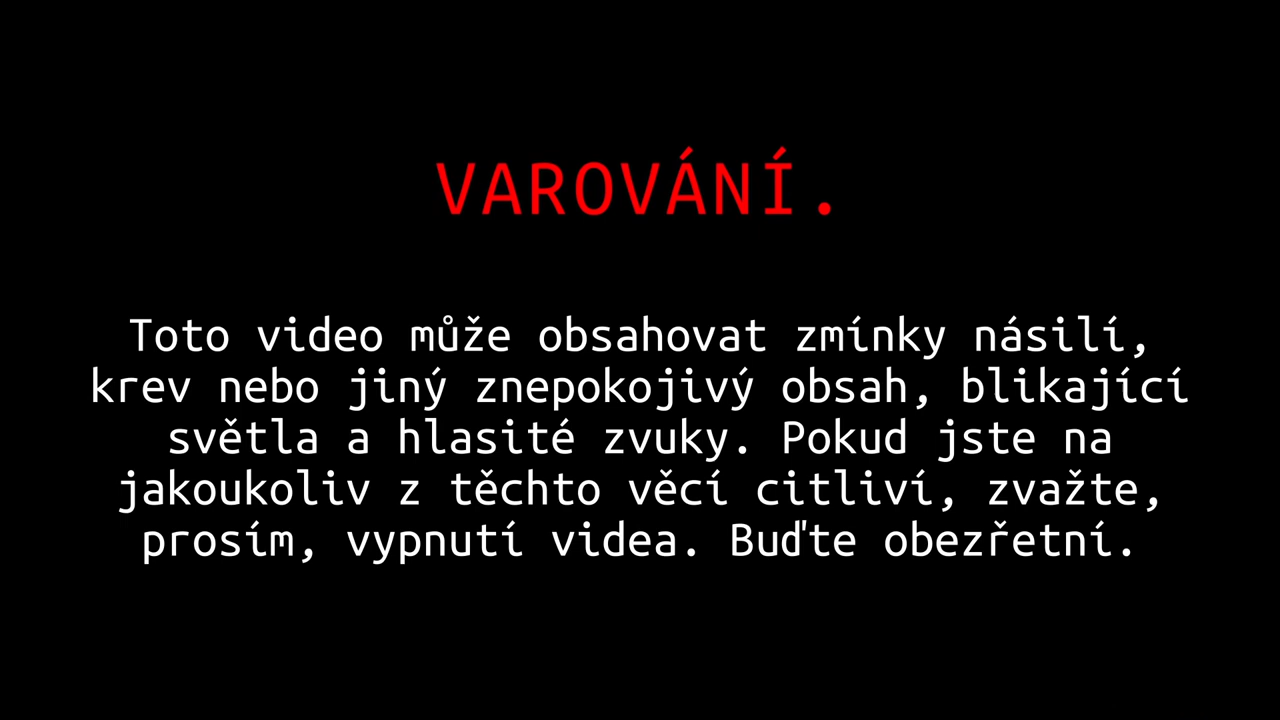 VAROVÁNÍ.
Toto video může obsahovat zmínky násilí,
krev nebo jiný znepokojivý obsah, blikající
světla a hlasité zvuky. Pokud jste na
jakoukoliv z těchto věcí citliví, zvažte,
prosím, vypnutí videa. Buďte obezřetní.